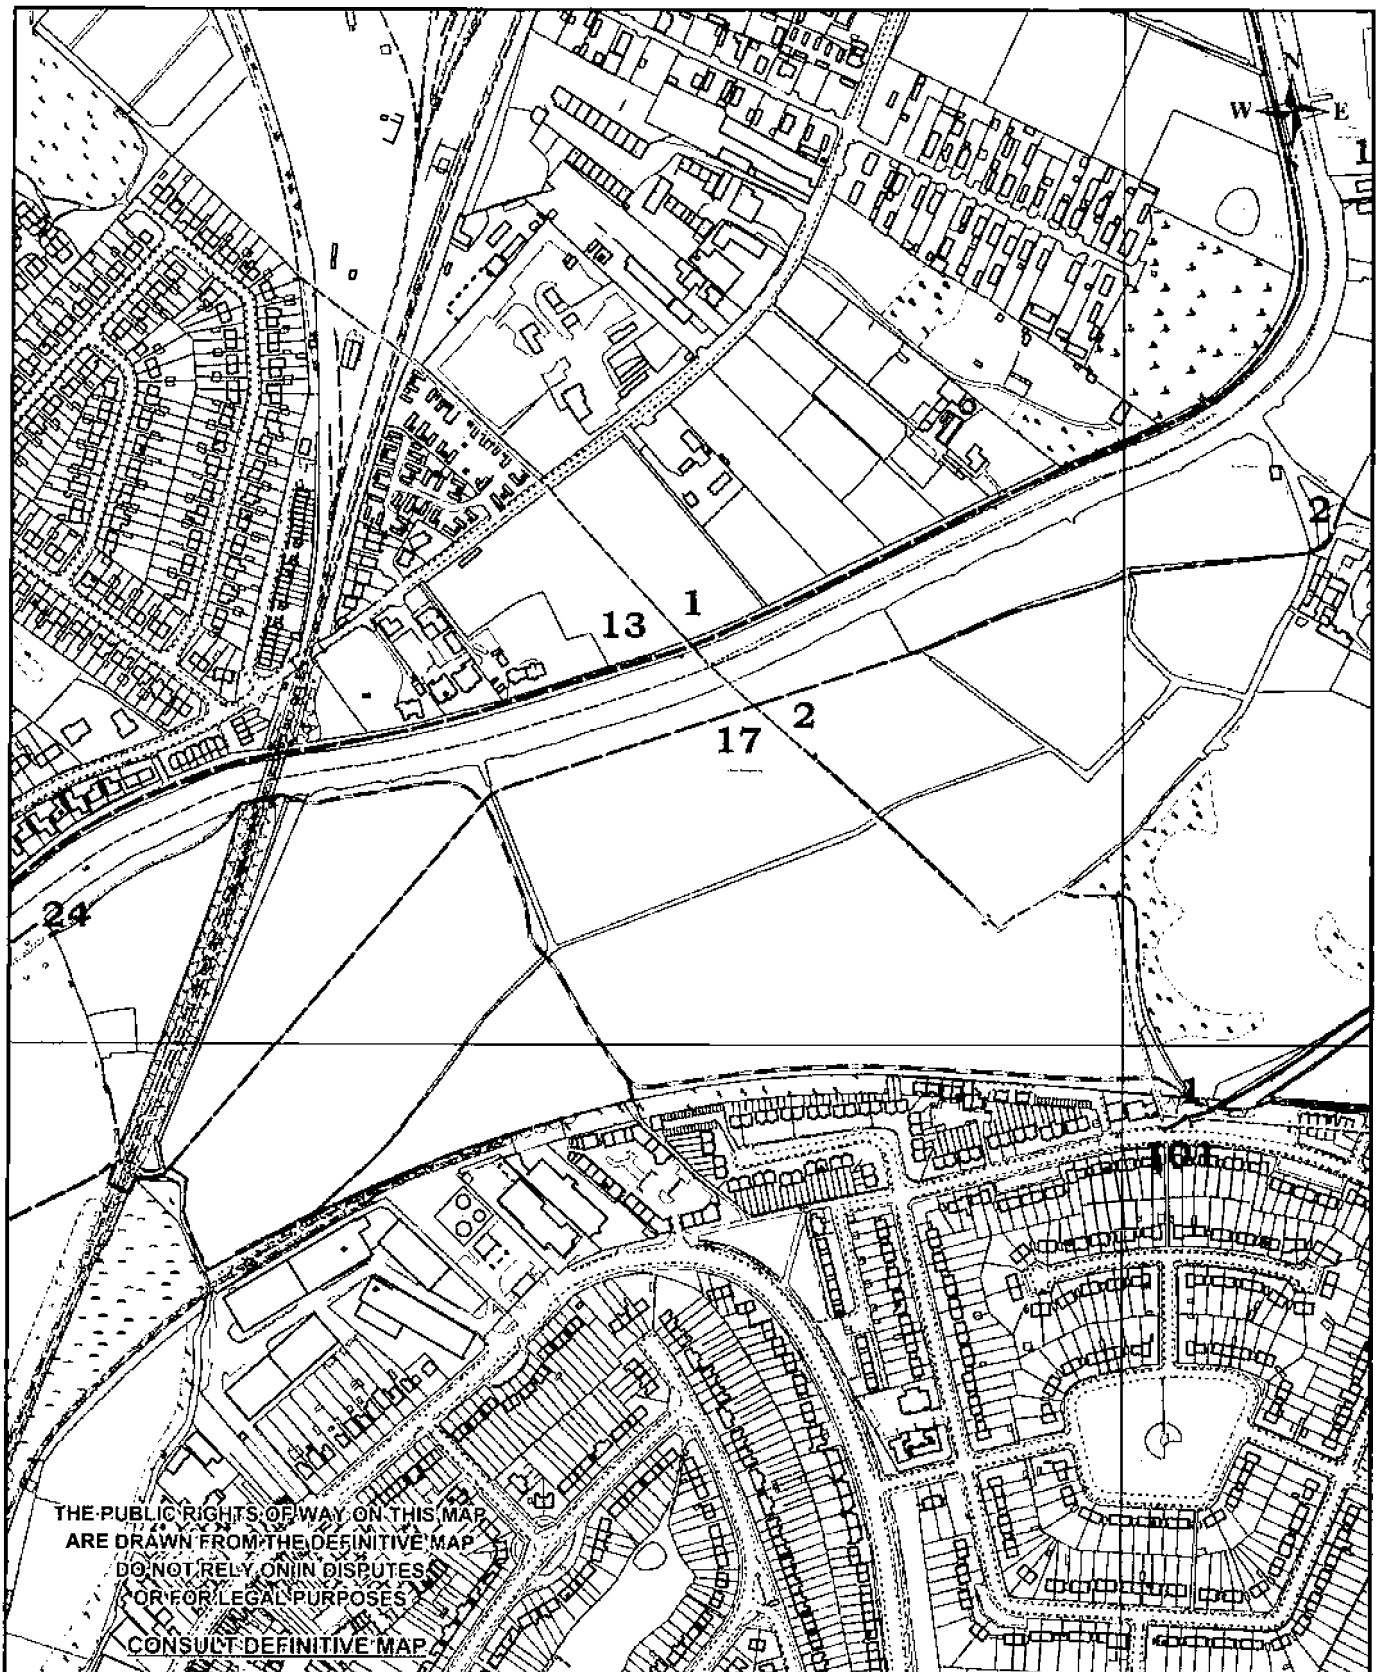 N
W E
1
2
1
13
2
17
24
1
101
THE PUBLIC RIGHTS OF WAY ON THIS MAP
ARE DRAWN FROM THE DEFINITIVE MAP
DO NOT RELY ON IN DISPUTES
OR FOR LEGAL PURPOSES
CONSULT DEFINITIVE MAP